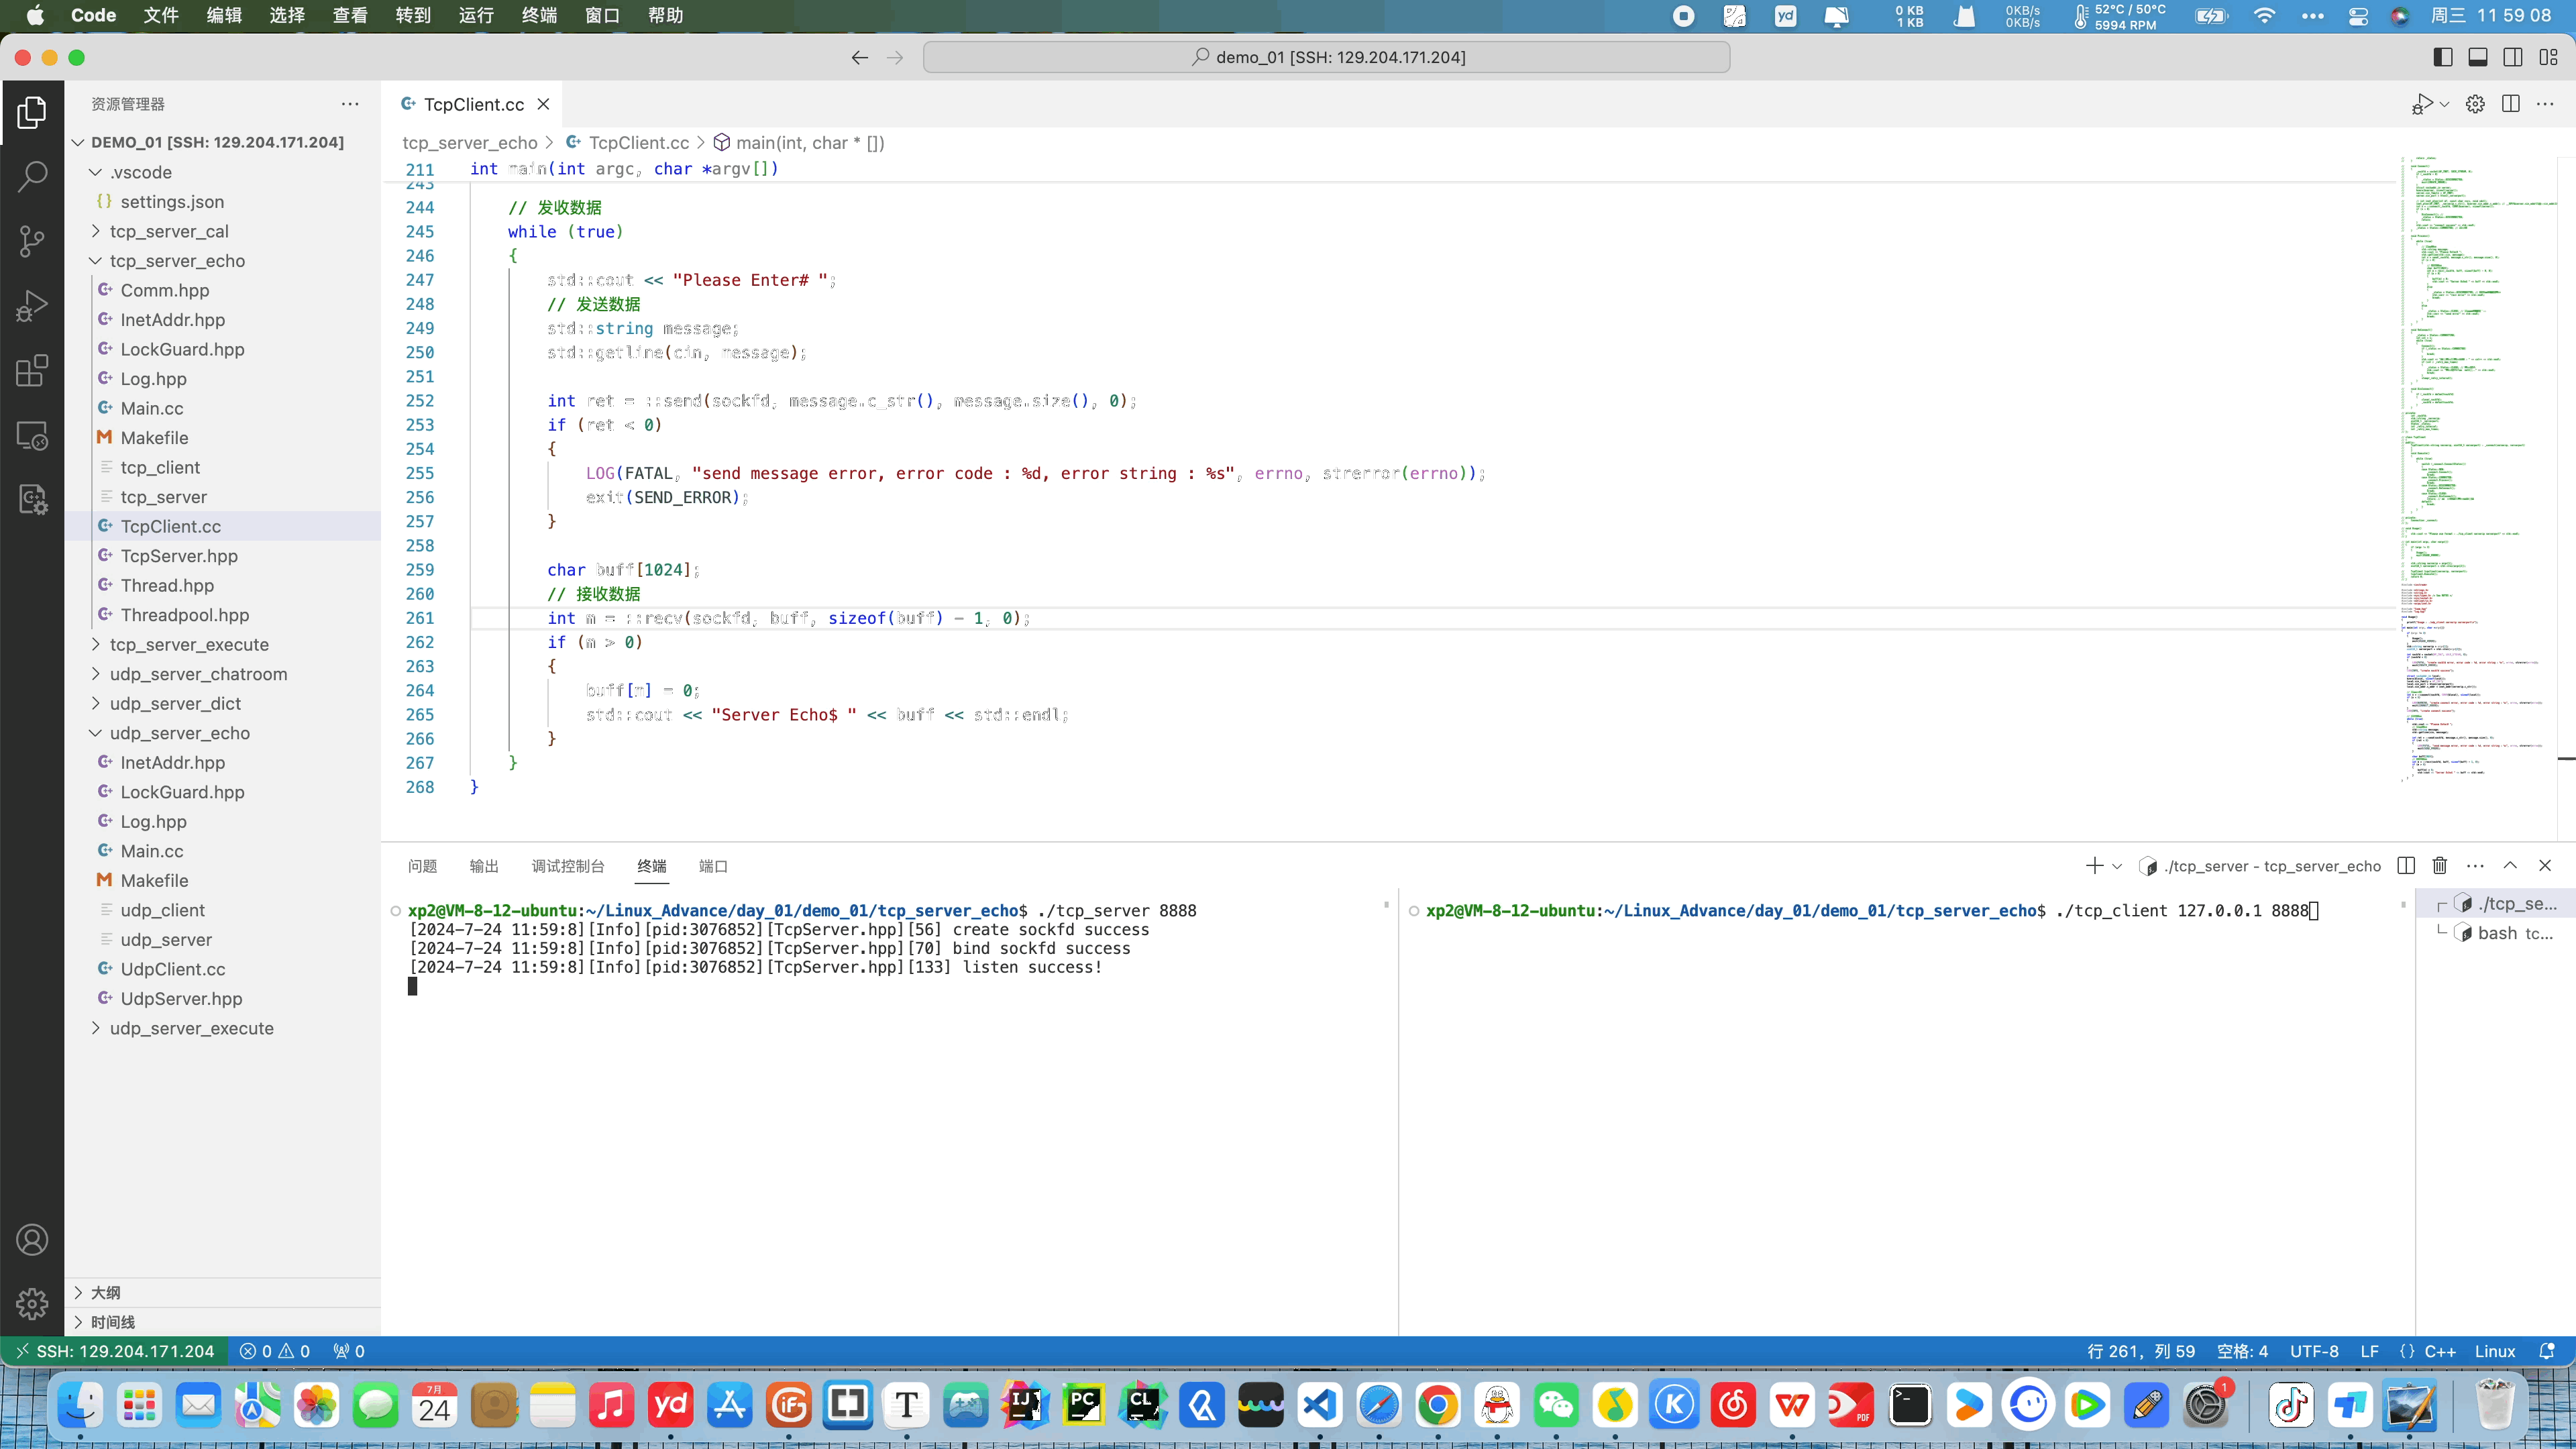 Code 文件 编辑 选择 查看 转到 运行 终端 窗口 帮助
yd 0 KB 1 KB 0KB/s 0KB/s 52°C / 50°C 5994 RPM 周三 11 59 08
demo_01 [SSH: 129.204.171.204]
资源管理器
DEMO_01 [SSH: 129.204.171.204]
.vscode
settings.json
tcp_server_cal
tcp_server_echo
Comm.hpp
InetAddr.hpp
LockGuard.hpp
Log.hpp
Main.cc
Makefile
tcp_client
tcp_server
TcpClient.cc
TcpServer.hpp
Thread.hpp
Threadpool.hpp
tcp_server_execute
udp_server_chatroom
udp_server_dict
udp_server_echo
InetAddr.hpp
LockGuard.hpp
Log.hpp
Main.cc
Makefile
udp_client
udp_server
UdpClient.cc
UdpServer.hpp
udp_server_execute
大纲
时间线
TcpClient.cc
tcp_server_echo > TcpClient.cc > main(int, char * [])
211 int main(int argc, char *argv[])
243
244 // 发收数据
245 while (true)
246 {
247 std::cout << "Please Enter# ";
248 // 发送数据
249 std::string message;
250 std::getline(cin, message);
251
252 int ret = ::send(sockfd, message.c_str(), message.size(), 0);
253 if (ret < 0)
254 {
255 LOG(FATAL, "send message error, error code : %d, error string : %s", errno, strerror(errno));
256 exit(SEND_ERROR);
257 }
258
259 char buff[1024];
260 // 接收数据
261 int m = ::recv(sockfd, buff, sizeof(buff) - 1, 0);
262 if (m > 0)
263 {
264 buff[m] = 0;
265 std::cout << "Server Echo$ " << buff << std::endl;
266 }
267 }
268 }
问题 输出 调试控制台 终端 端口
./tcp_server - tcp_server_echo
xp2@VM-8-12-ubuntu:~/Linux_Advance/day_01/demo_01/tcp_server_echo$ ./tcp_server 8888
[2024-7-24 11:59:8][Info][pid:3076852][TcpServer.hpp][56] create sockfd success
[2024-7-24 11:59:8][Info][pid:3076852][TcpServer.hpp][70] bind sockfd success
[2024-7-24 11:59:8][Info][pid:3076852][TcpServer.hpp][133] listen success!
xp2@VM-8-12-ubuntu:~/Linux_Advance/day_01/demo_01/tcp_server_echo$ ./tcp_client 127.0.0.1 8888
./tcp_se...
bash tc...
SSH: 129.204.171.204 0 0 0
行 261，列 59 空格: 4 UTF-8 LF {} C++ Linux
7月 24 yd GIF T IJ PC CL K PDF 1